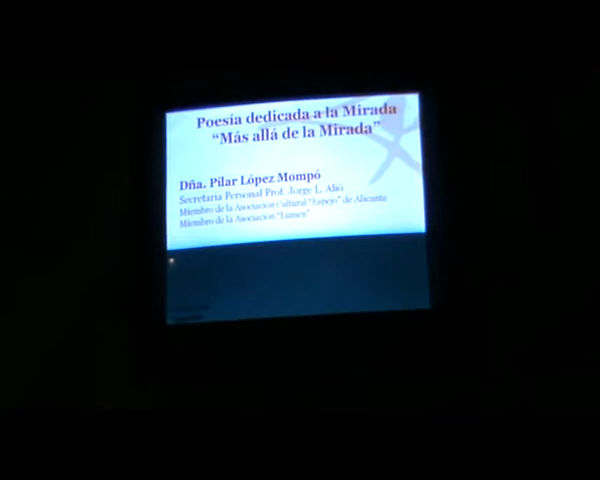 Poesía dedicada a la Mirada
“Más allá de la Mirada”
Dña. Pilar López Mompó
Secretaria Personal Prof. Jorge L. Alió
Miembro de la Asociación Cultural "Espejo" de Alicante
Miembro de la Asociación "Lumen"